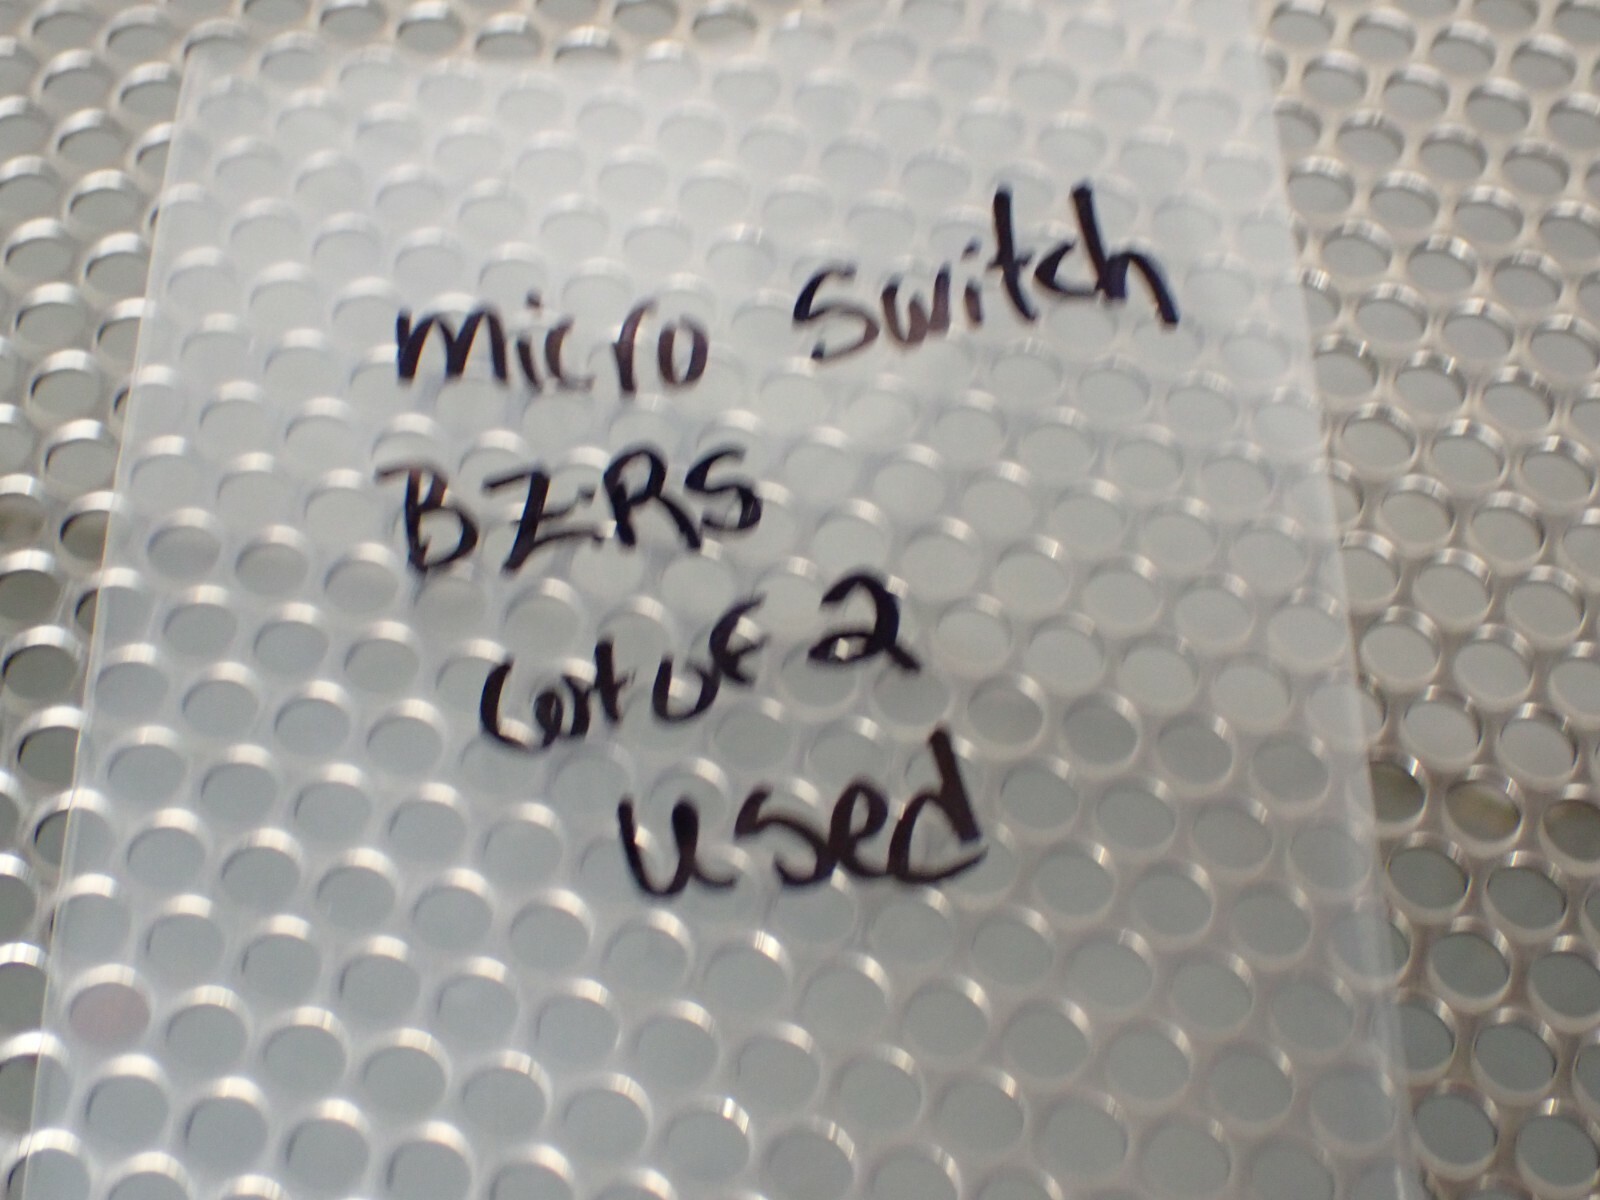 micro switch
BZRS
Lot of 2
used